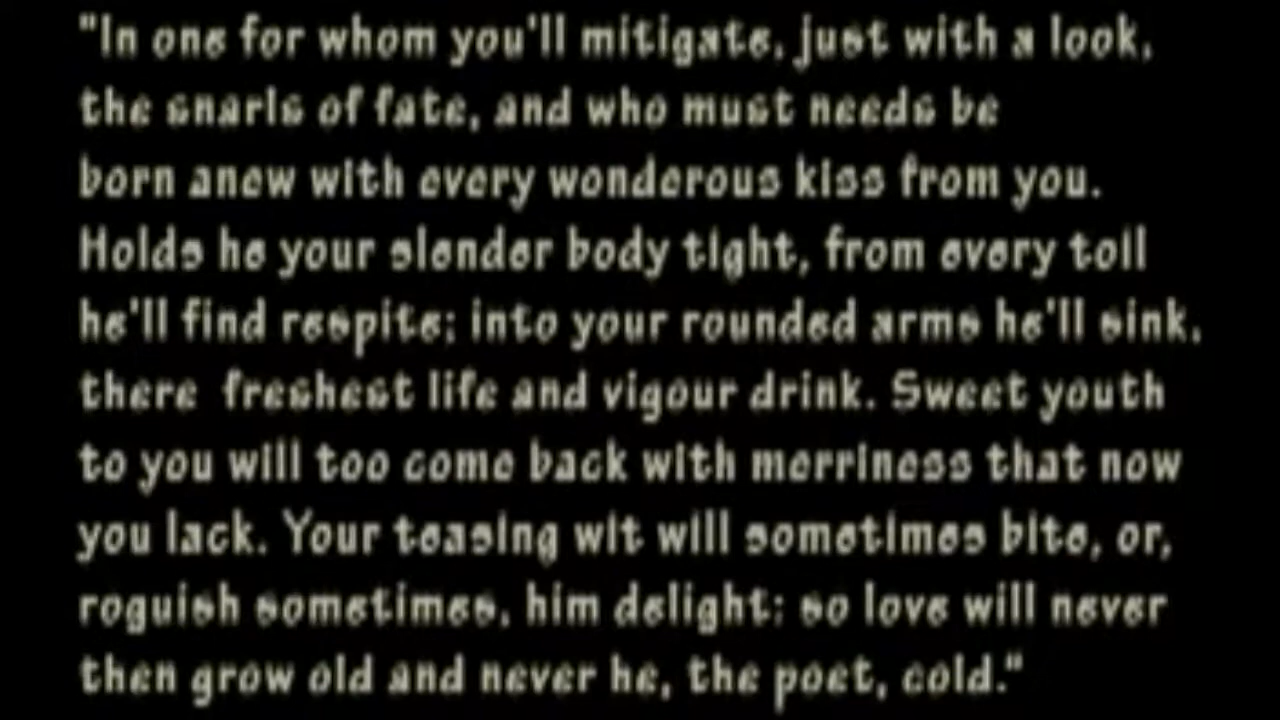 "In one for whom you'll mitigate, just with a look,
the snarls of fate, and who must needs be
born anew with every wonderous kiss from you.
Holds he your slender body tight, from every toil
he'll find respite; into your rounded arms he'll sink,
there freshest life and vigour drink. Sweet youth
to you will too come back with merriness that now
you lack. Your teasing wit will sometimes bite, or,
roguish sometimes, him delight; so love will never
then grow old and never he, the poet, cold."